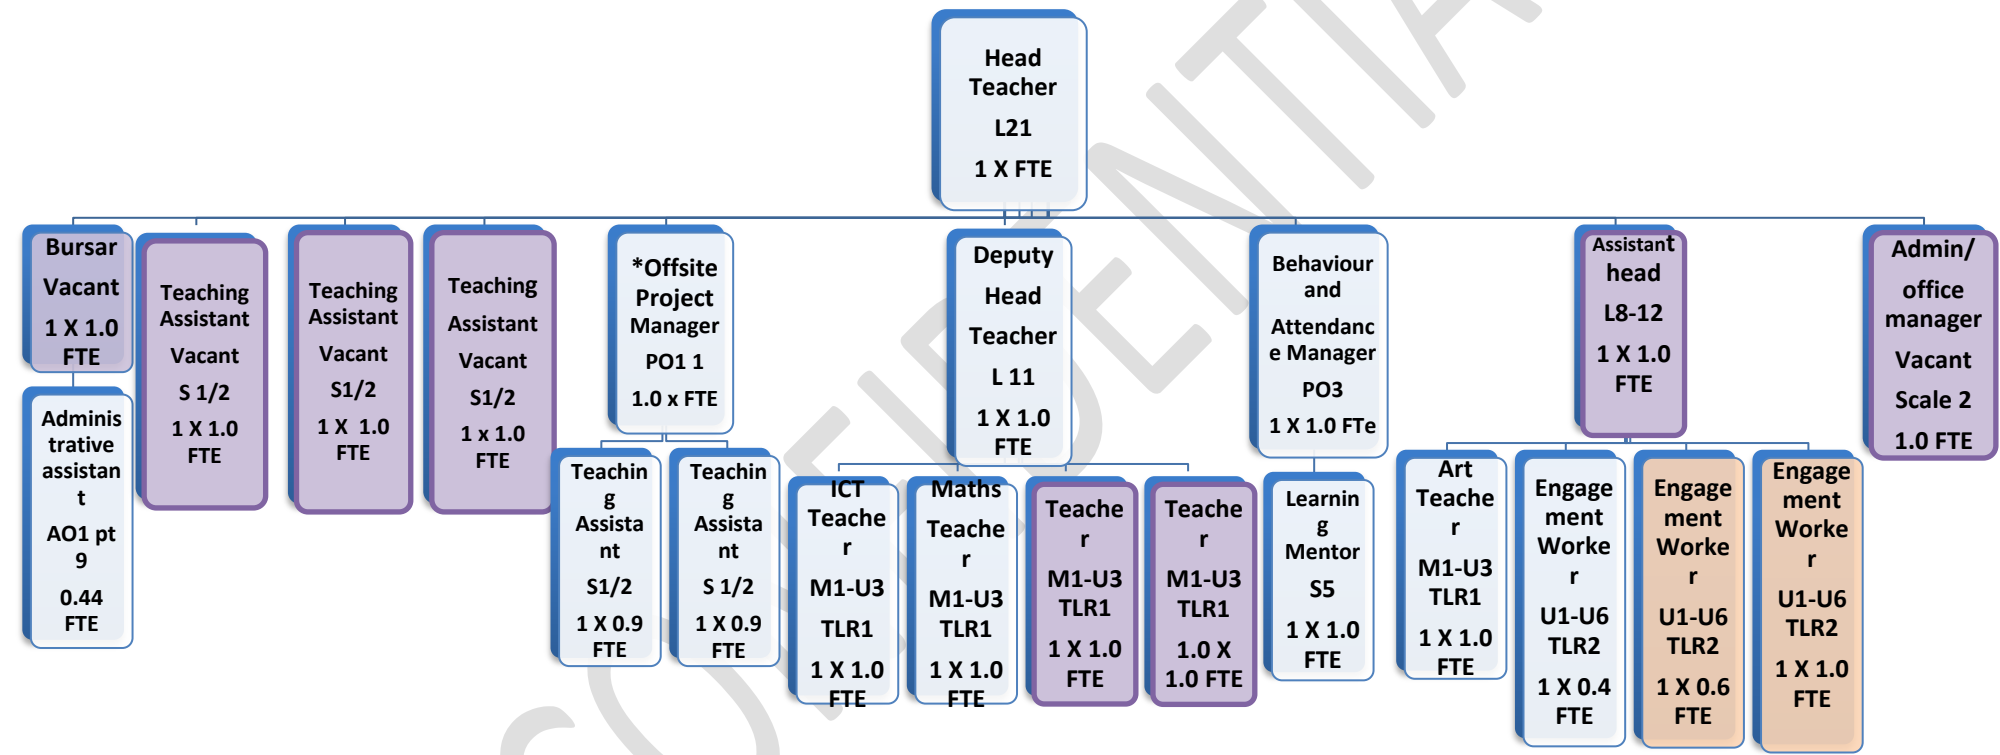 Head
Teacher
L21
1 X FTE
Bursar
Vacant
1 X 1.0
FTE
Teaching
Assistant
Vacant
S 1/2
1 X 1.0
FTE
Teaching
Assistant
Vacant
S1/2
1 X 1.0
FTE
Teaching
Assistant
Vacant
S1/2
1 x 1.0
FTE
*Offsite
Project
Manager
PO1 1
1.0 x FTE
Deputy
Head
Teacher
L 11
1 X 1.0
FTE
Behaviour
and
Attendanc
e Manager
PO3
1 X 1.0 FTe
Assistant
head
L8-12
1 X 1.0
FTE
Admin/
office
manager
Vacant
Scale 2
1.0 FTE
Adminis
trative
assistan
t
AO1 pt
9
0.44
FTE
Teachin
g
Assista
nt
S1/2
1 X 0.9
FTE
Teachin
g
Assista
nt
S 1/2
1 X 0.9
FTE
ICT
Teache
r
M1-U3
TLR1
1 X 1.0
FTE
Maths
Teache
r
M1-U3
TLR1
1 X 1.0
FTE
Teache
r
M1-U3
TLR1
1 X 1.0
FTE
Teache
r
M1-U3
TLR1
1.0 X
1.0 FTE
Learnin
g
Mentor
S5
1 X 1.0
FTE
Art
Teache
r
M1-U3
TLR1
1 X 1.0
FTE
Engage
ment
Worke
r
U1-U6
TLR2
1 X 0.4
FTE
Engage
ment
Worke
r
U1-U6
TLR2
1 X 0.6
FTE
Engage
ment
Worke
r
U1-U6
TLR2
1 X 1.0
FTE
CONFIDENTIA